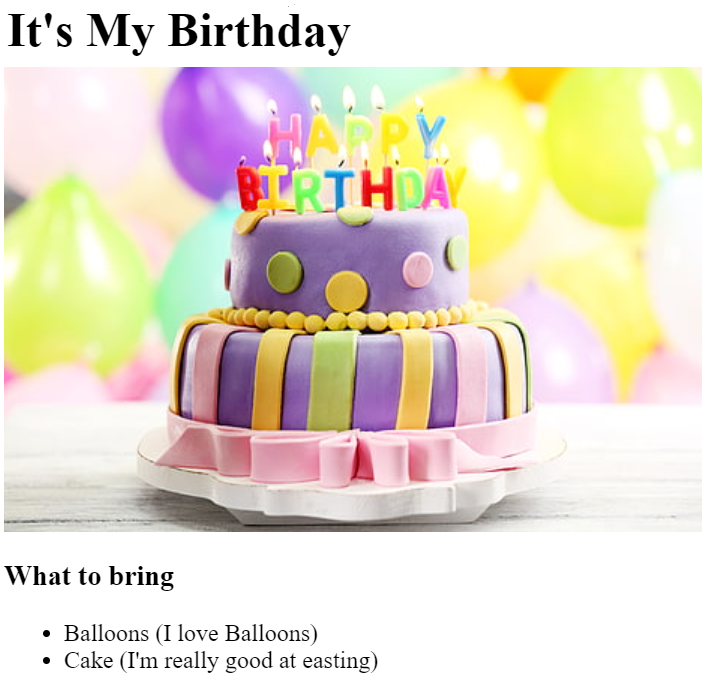 It's My Birthday
HAPPY
BIRTHDAY
What to bring
Balloons (I love Balloons)
Cake (I'm really good at easting)